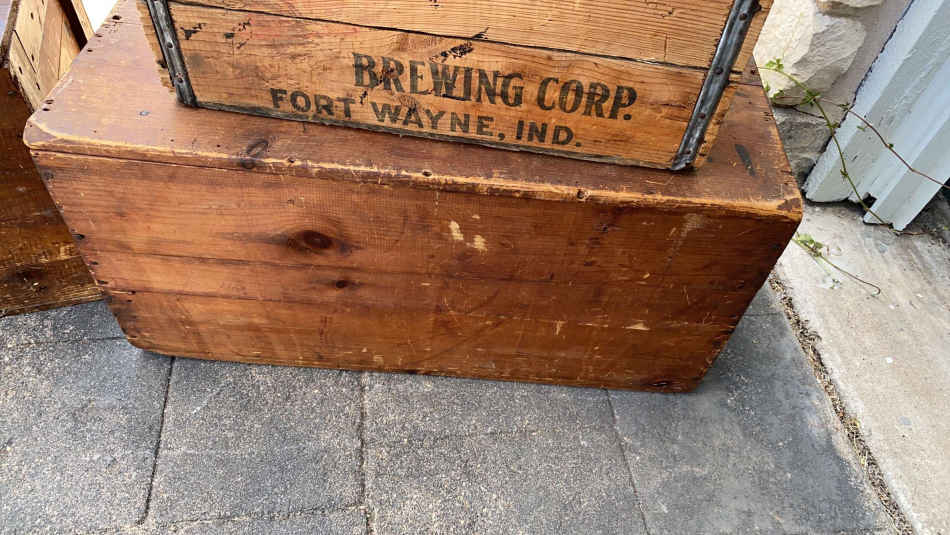 BREWING CORP.
FORT WAYNE, IND.